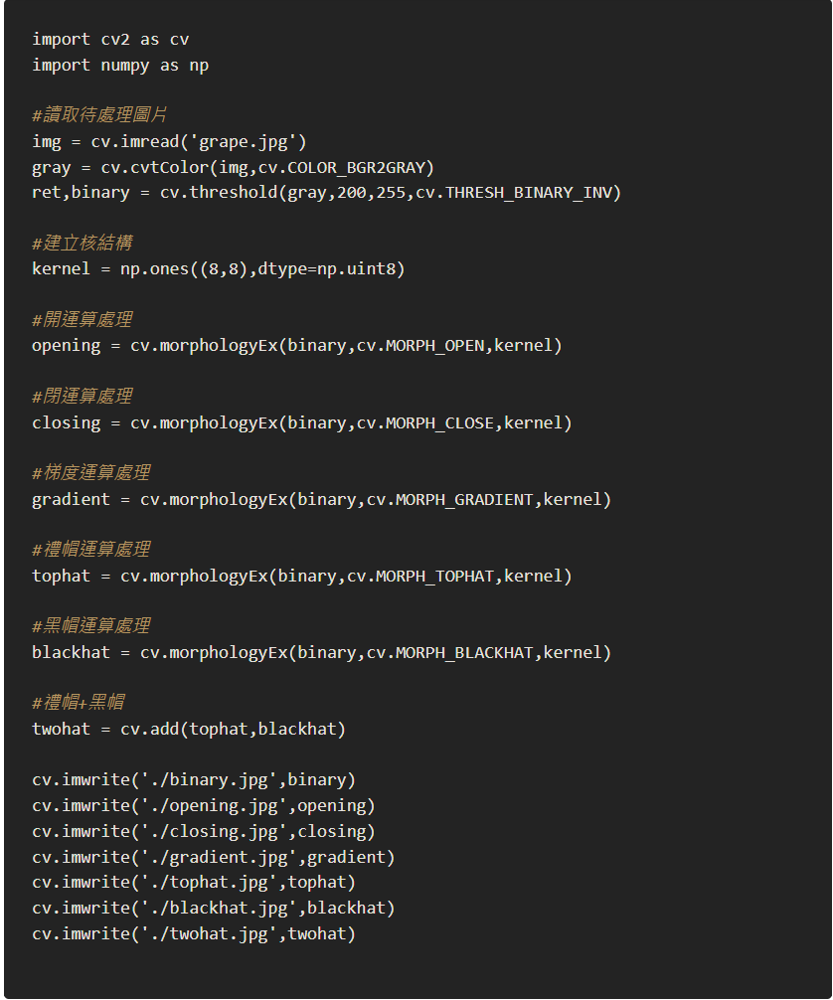 import cv2 as cv
import numpy as np
#讀取待處理圖片
img = cv.imread('grape.jpg')
gray = cv.cvtColor(img,cv.COLOR_BGR2GRAY)
ret,binary = cv.threshold(gray,200,255,cv.THRESH_BINARY_INV)
#建立核結構
kernel = np.ones((8,8),dtype=np.uint8)
#開運算處理
opening = cv.morphologyEx(binary,cv.MORPH_OPEN,kernel)
#閉運算處理
closing = cv.morphologyEx(binary,cv.MORPH_CLOSE,kernel)
#梯度運算處理
gradient = cv.morphologyEx(binary,cv.MORPH_GRADIENT,kernel)
#禮帽運算處理
tophat = cv.morphologyEx(binary,cv.MORPH_TOPHAT,kernel)
#黑帽運算處理
blackhat = cv.morphologyEx(binary,cv.MORPH_BLACKHAT,kernel)
#禮帽+黑帽
twohat = cv.add(tophat,blackhat)
cv.imwrite('./binary.jpg',binary)
cv.imwrite('./opening.jpg',opening)
cv.imwrite('./closing.jpg',closing)
cv.imwrite('./gradient.jpg',gradient)
cv.imwrite('./tophat.jpg',tophat)
cv.imwrite('./blackhat.jpg',blackhat)
cv.imwrite('./twohat.jpg',twohat)